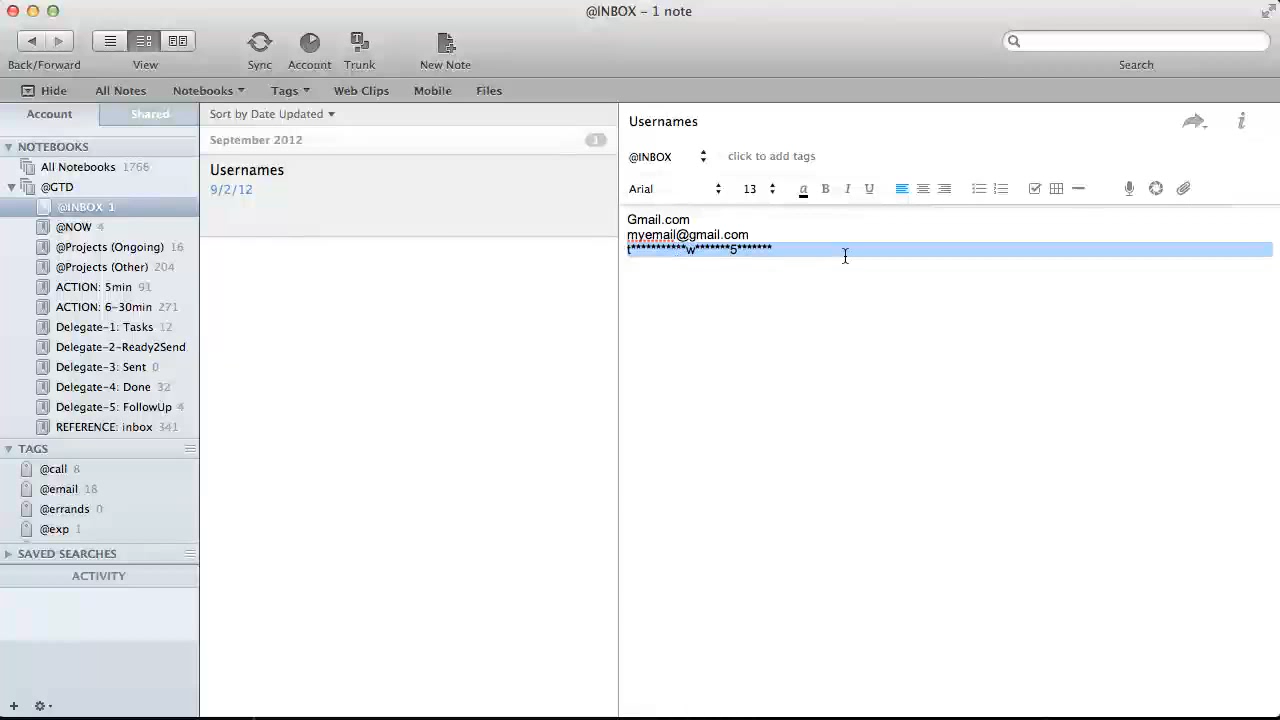 @INBOX – 1 note
Back/Forward
View
Sync
Account
Trunk
New Note
Search
Hide
All Notes
Notebooks
Tags
Web Clips
Mobile
Files
Account
Shared
NOTEBOOKS
All Notebooks 1766
@GTD
@INBOX 1
@NOW 4
@Projects (Ongoing) 16
@Projects (Other) 204
ACTION: 5min 91
ACTION: 6-30min 271
Delegate-1: Tasks 12
Delegate-2-Ready2Send
Delegate-3: Sent 0
Delegate-4: Done 32
Delegate-5: FollowUp 4
REFERENCE: inbox 341
TAGS
@call 8
@email 18
@errands 0
@exp 1
SAVED SEARCHES
ACTIVITY
Sort by Date Updated
September 2012
1
Usernames
9/2/12
Usernames
@INBOX
click to add tags
Arial
13
a B I U
Gmail.com
myemail@gmail.com
t***********w*******5*******